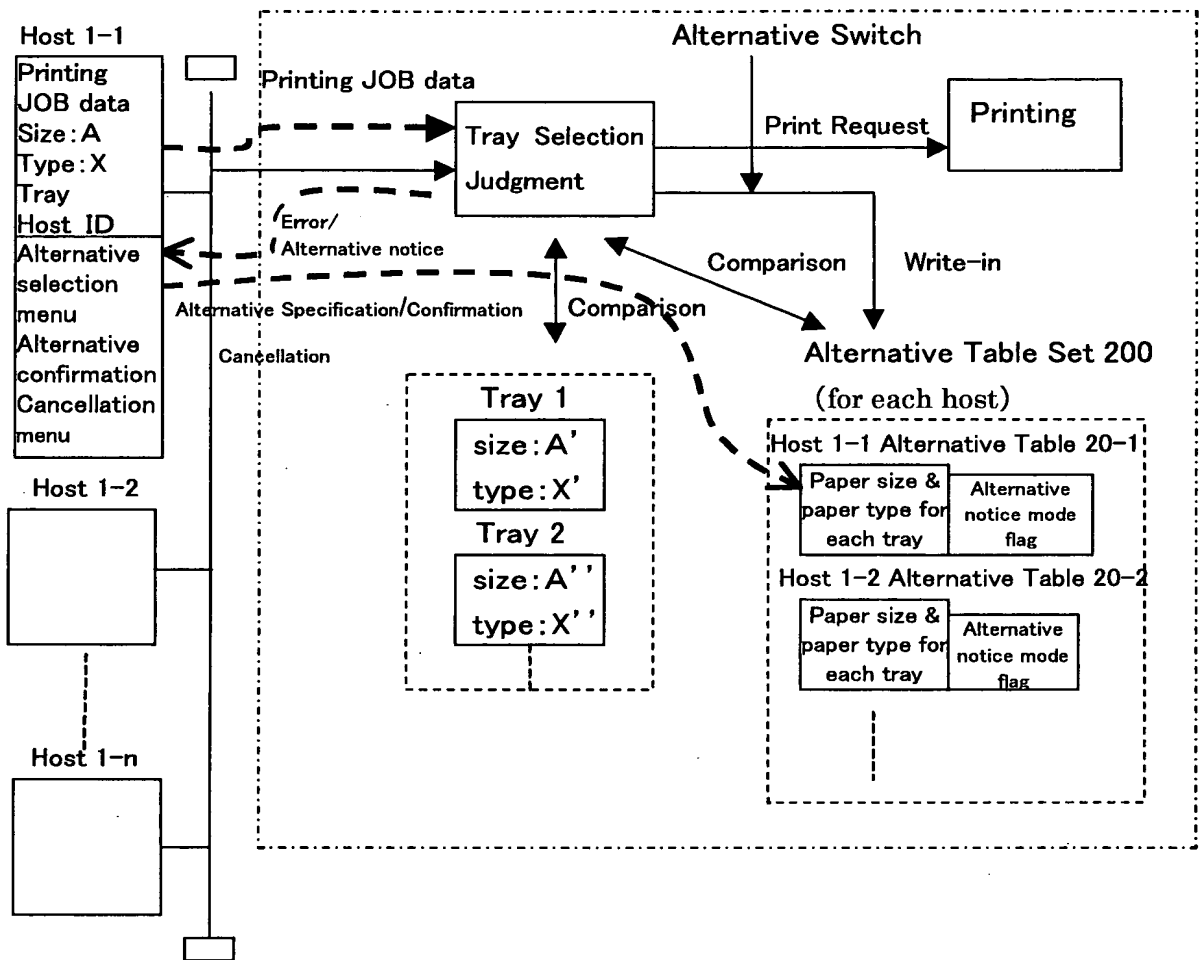 Host 1-1
Printing
JOB data
Size:A
Type:X
Tray
Host ID
Alternative
selection
menu
Alternative
confirmation
Cancellation
menu
Host 1-2
Host 1-n
Printing JOB data
Error/
Alternative notice
Alternative Specification/Confirmation
Cancellation
Tray Selection
Judgment
Alternative Switch
Print Request
Printing
Comparison
Comparison
Write-in
Tray 1
size:A'
type:X'
Tray 2
size:A''
type:X''
Alternative Table Set 200
(for each host)
Host 1-1 Alternative Table 20-1
Paper size &
paper type for
each tray
Alternative
notice mode
flag
Host 1-2 Alternative Table 20-2
Paper size &
paper type for
each tray
Alternative
notice mode
flag